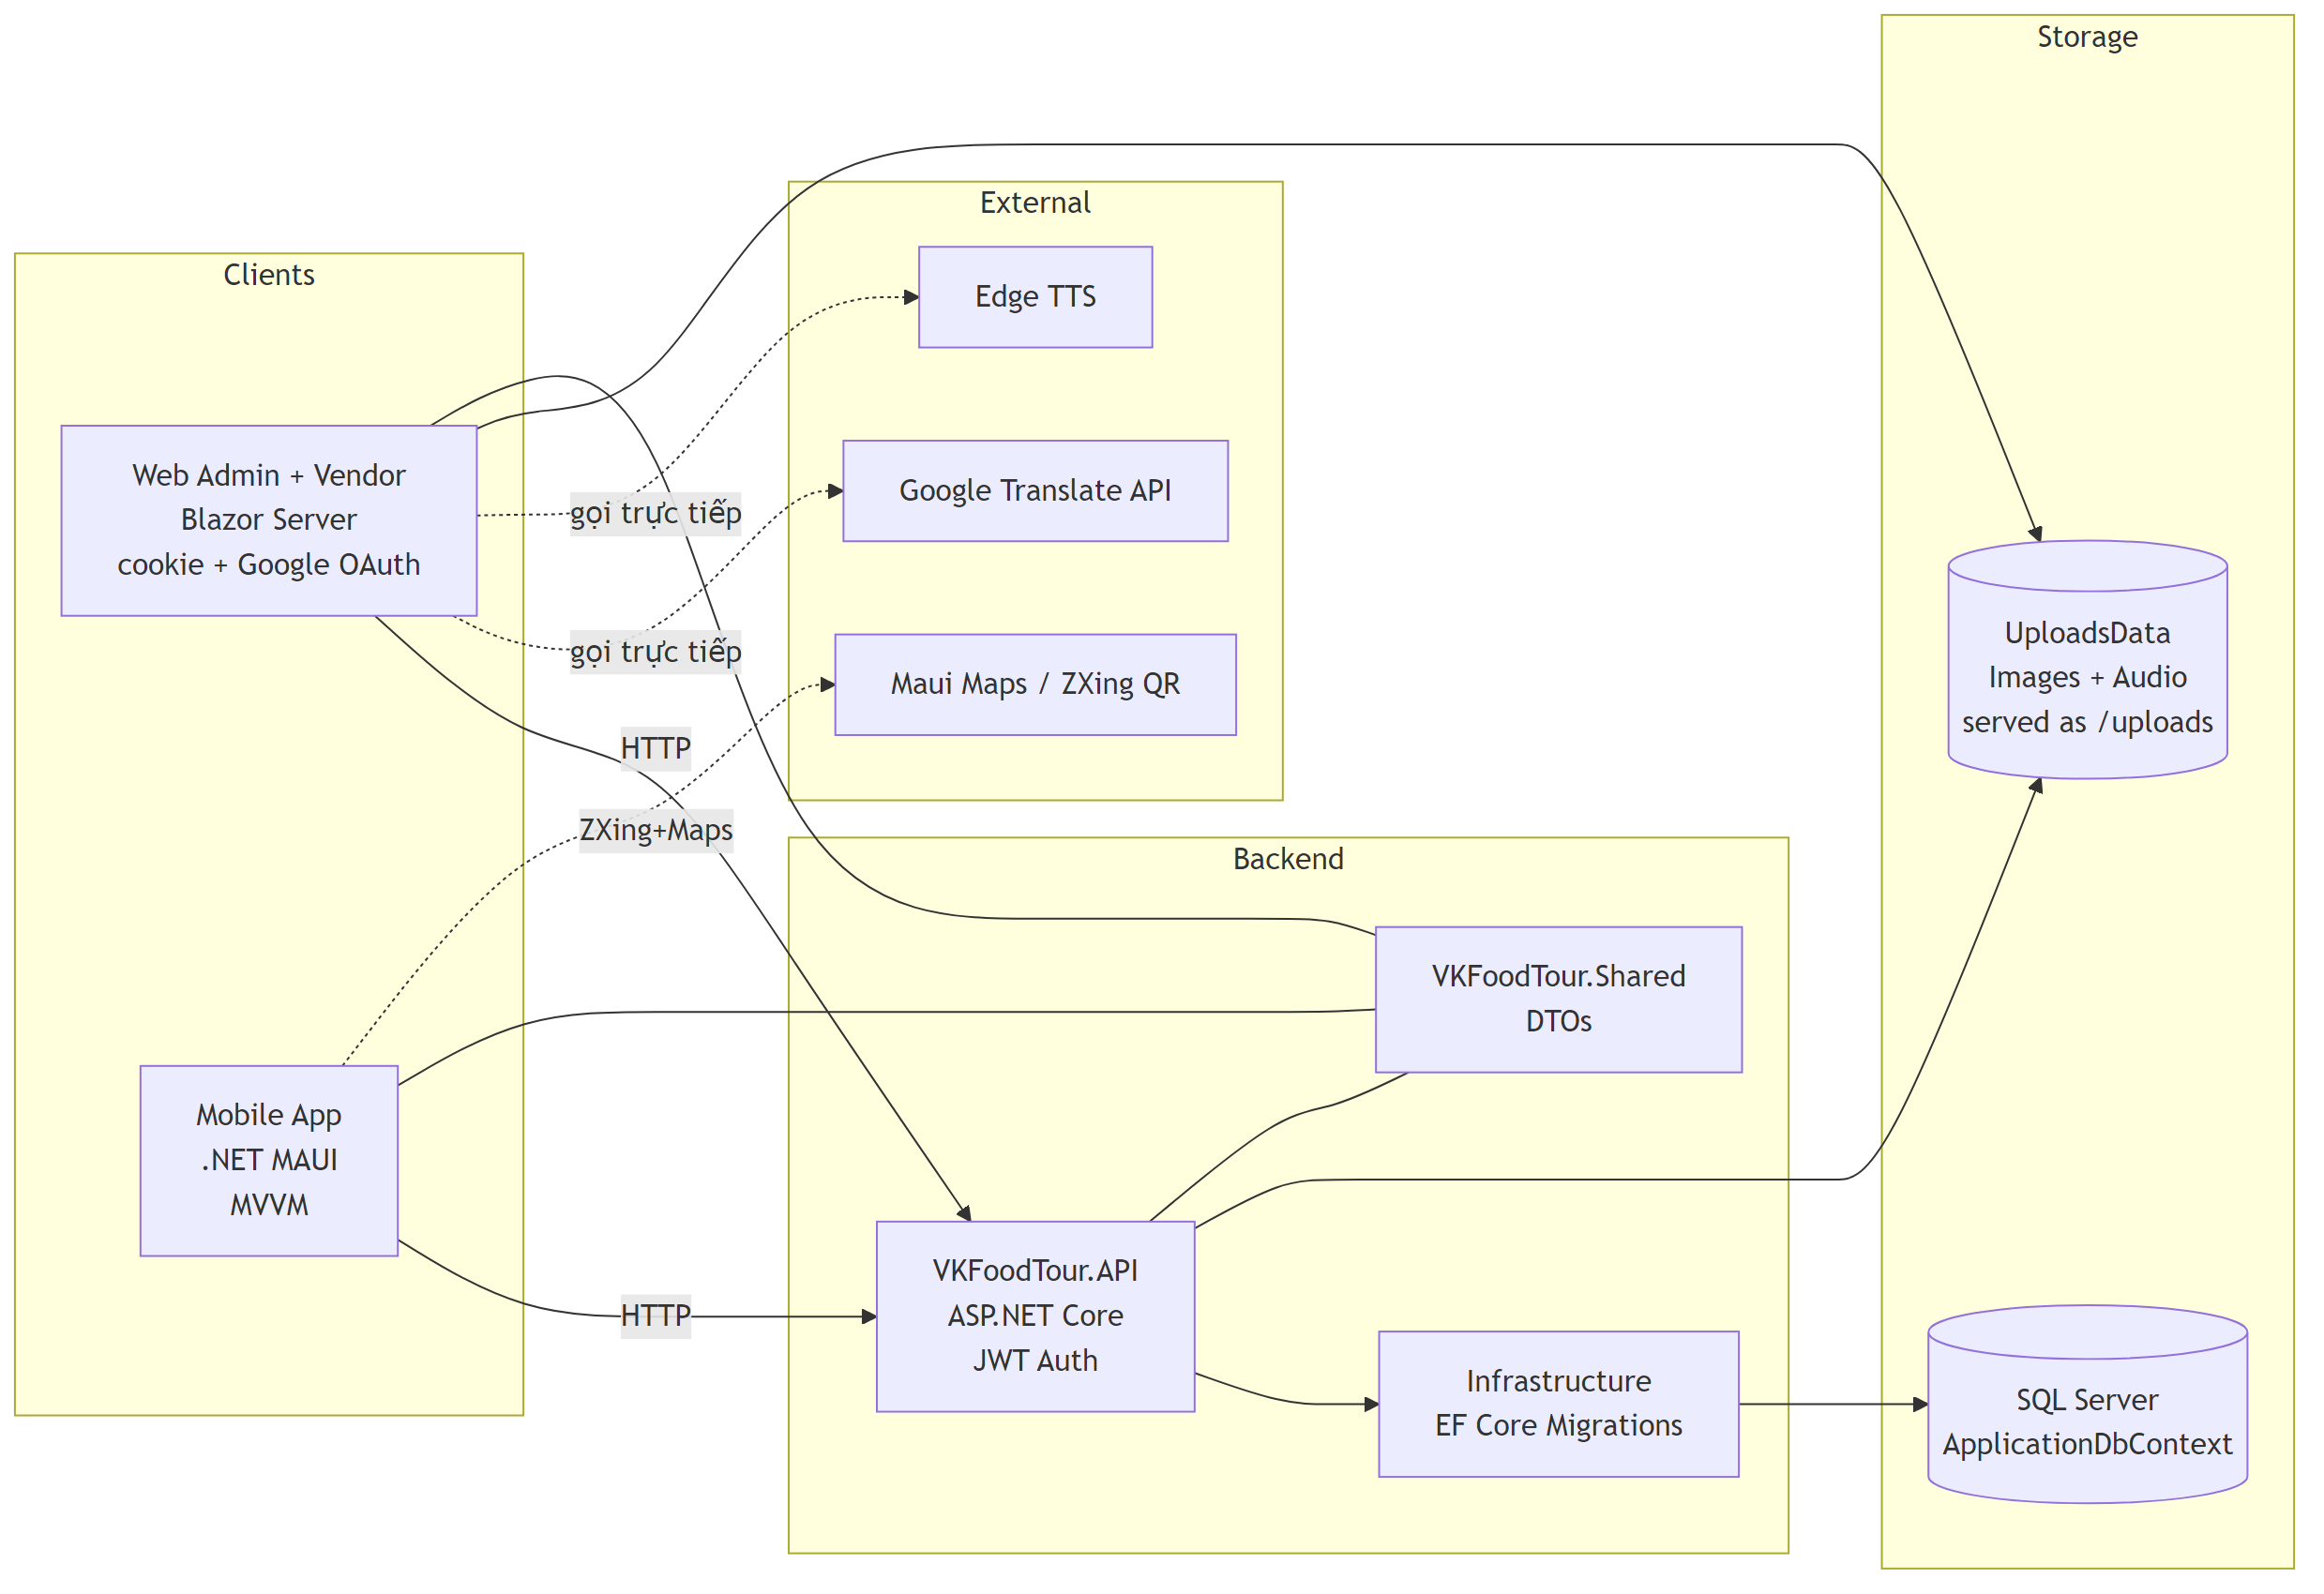 Clients
Web Admin + Vendor
Blazor Server
cookie + Google OAuth
Mobile App
.NET MAUI
MVVM
gọi trực tiếp
gọi trực tiếp
HTTP
ZXing+Maps
HTTP
External
Edge TTS
Google Translate API
Maui Maps / ZXing QR
Backend
VKFoodTour.Shared
DTOs
VKFoodTour.API
ASP.NET Core
JWT Auth
Infrastructure
EF Core Migrations
Storage
UploadsData
Images + Audio
served as /uploads
SQL Server
ApplicationDbContext